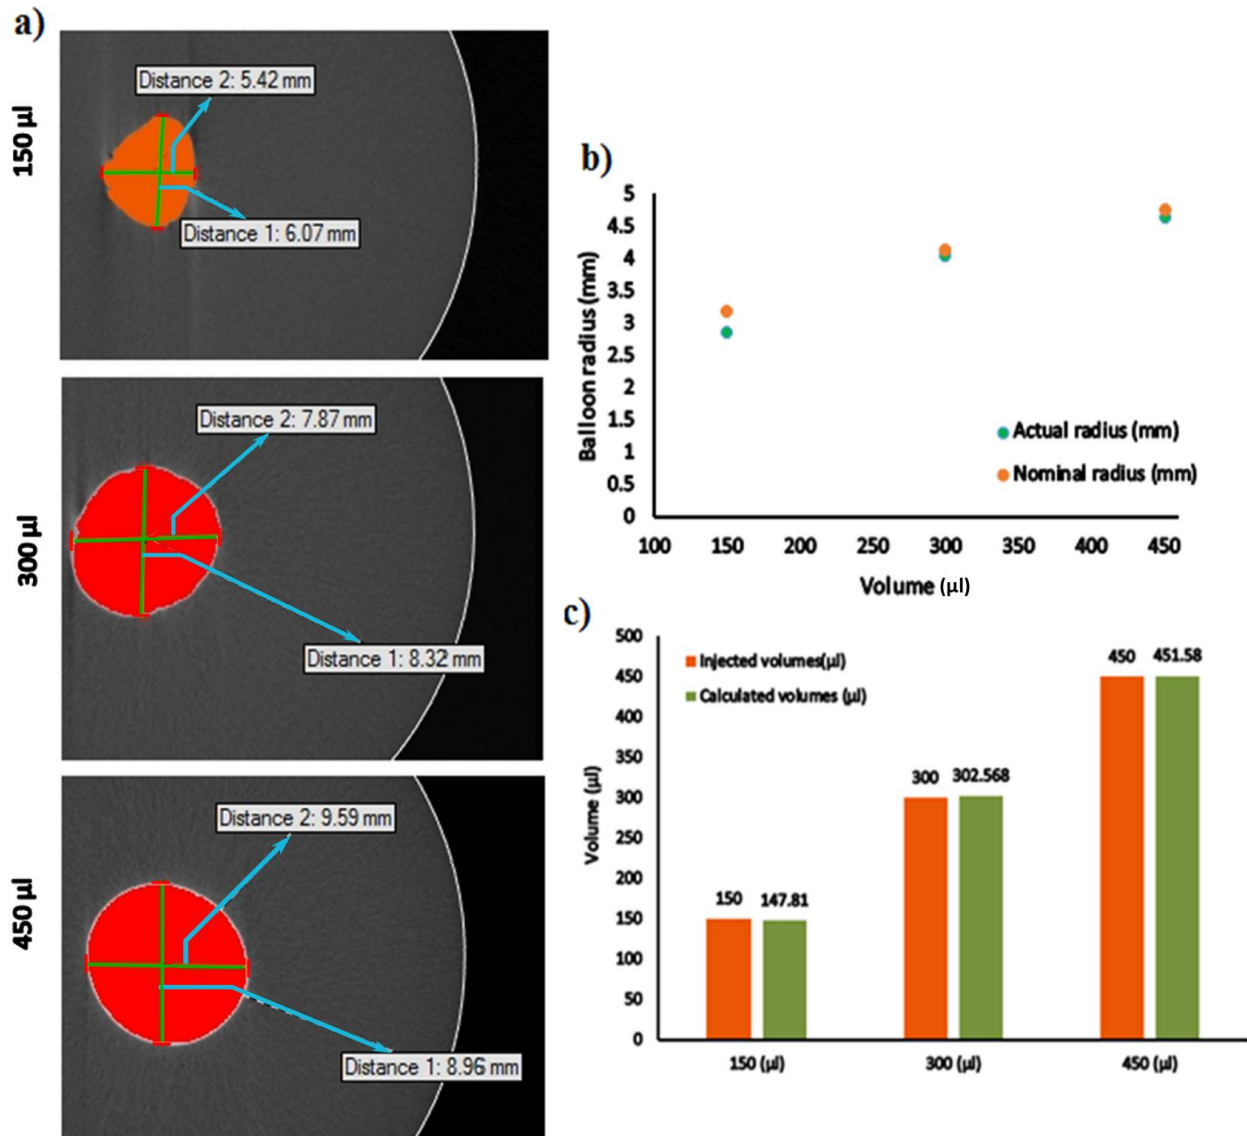 a)
150 µl
Distance 2: 5.42 mm
Distance 1: 6.07 mm
300 µl
Distance 2: 7.87 mm
Distance 1: 8.32 mm
450 µl
Distance 2: 9.59 mm
Distance 1: 8.96 mm
b)
Balloon radius (mm)
5
4.5
4
3.5
3
2.5
2
1.5
1
0.5
0
Actual radius (mm)
Nominal radius (mm)
100 150 200 250 300 350 400 450
Volume (µl)
c)
Volume (µl)
500
450
400
350
300
250
200
150
100
50
0
Injected volumes(µl)
Calculated volumes (µl)
150 147.81
300 302.568
450 451.58
150 (µl) 300 (µl) 450 (µl)